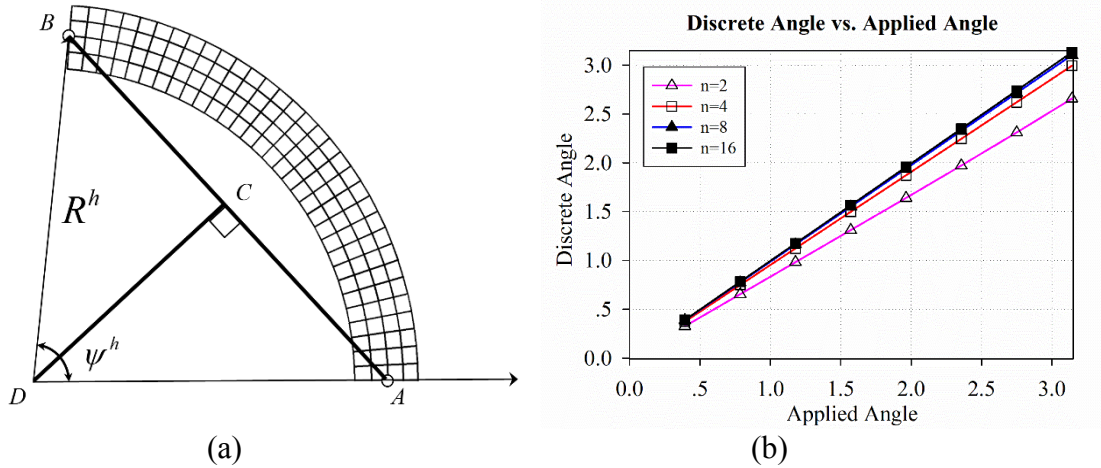 B
C
R^h
ψ^h
D
A
(a)
Discrete Angle vs. Applied Angle
Discrete Angle
3.0
2.5
2.0
1.5
1.0
.5
0.0
n=2
n=4
n=8
n=16
0.0 .5 1.0 1.5 2.0 2.5 3.0
Applied Angle
(b)